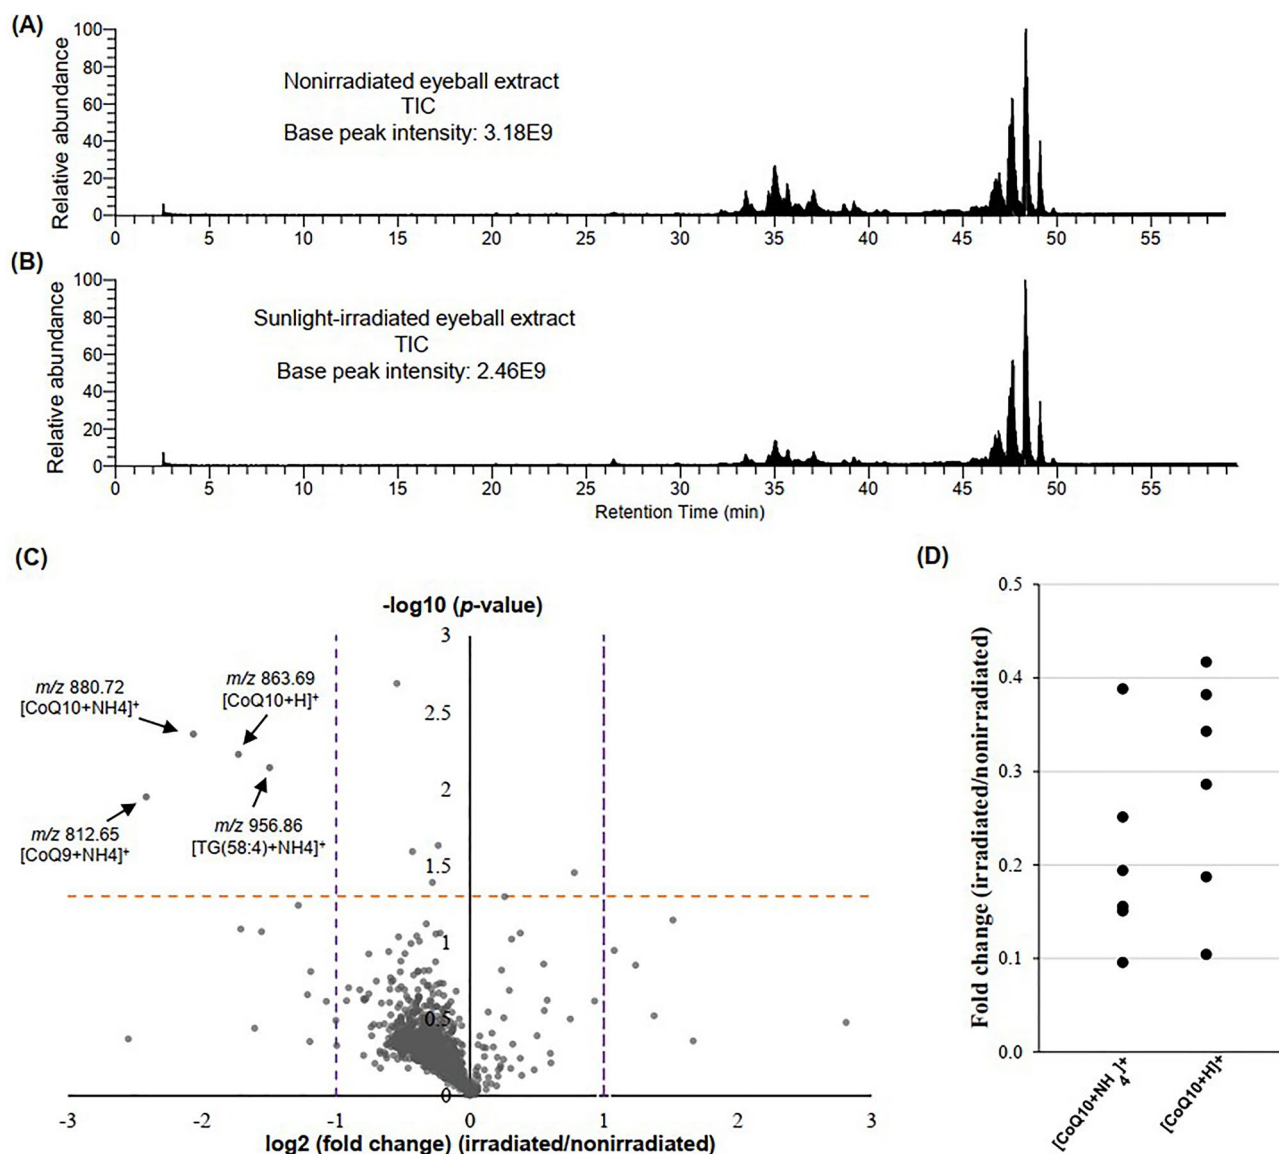 (A)
Relative abundance
100
80
60
40
20
0
Nonirradiated eyeball extract
TIC
Base peak intensity: 3.18E9
0 5 10 15 20 25 30 35 40 45 50 55
(B)
Relative abundance
100
80
60
40
20
0
Sunlight-irradiated eyeball extract
TIC
Base peak intensity: 2.46E9
0 5 10 15 20 25 30 35 40 45 50 55
Retention Time (min)
(C)
-log10 (p-value)
3
2.5
2
1.5
1
0.5
0
m/z 880.72
[CoQ10+NH4]+
m/z 863.69
[CoQ10+H]+
m/z 812.65
[CoQ9+NH4]+
m/z 956.86
[TG(58:4)+NH4]+
-3 -2 -1 0 1 2 3
log2 (fold change) (irradiated/nonirradiated)
(D)
Fold change (irradiated/nonirradiated)
0.5
0.4
0.3
0.2
0.1
0.0
[CoQ10+NH4]+
[CoQ10+H]+